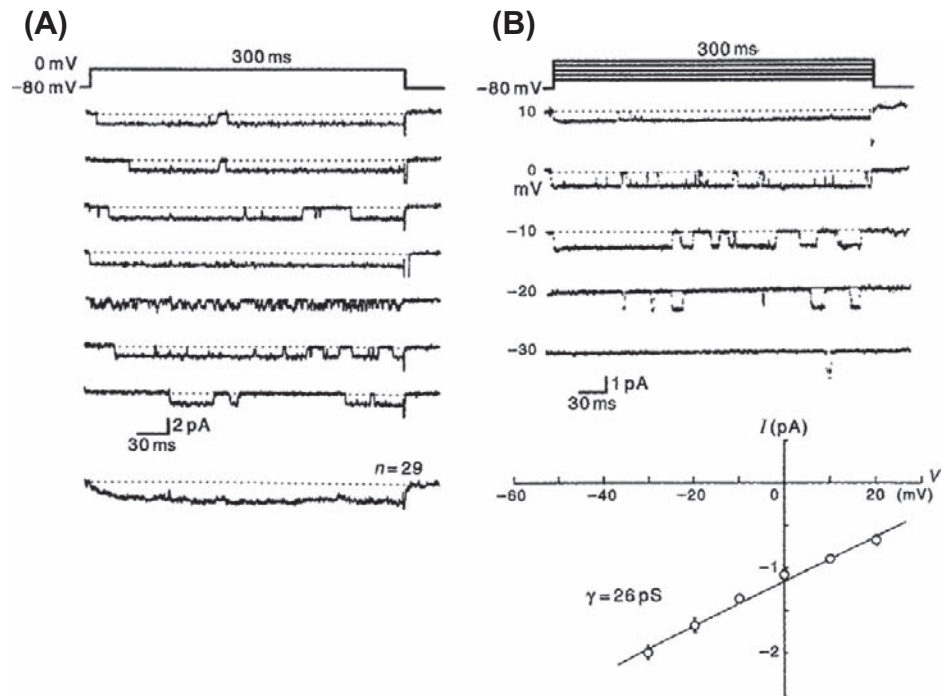 (A)
0 mV
300 ms
−80 mV
2 pA
30 ms
n = 29
(B)
300 ms
−80 mV
10
0
mV
−10
−20
−30
1 pA
30 ms
I (pA)
V
−60
−40
−20
0
20
(mV)
−1
γ = 26 pS
−2